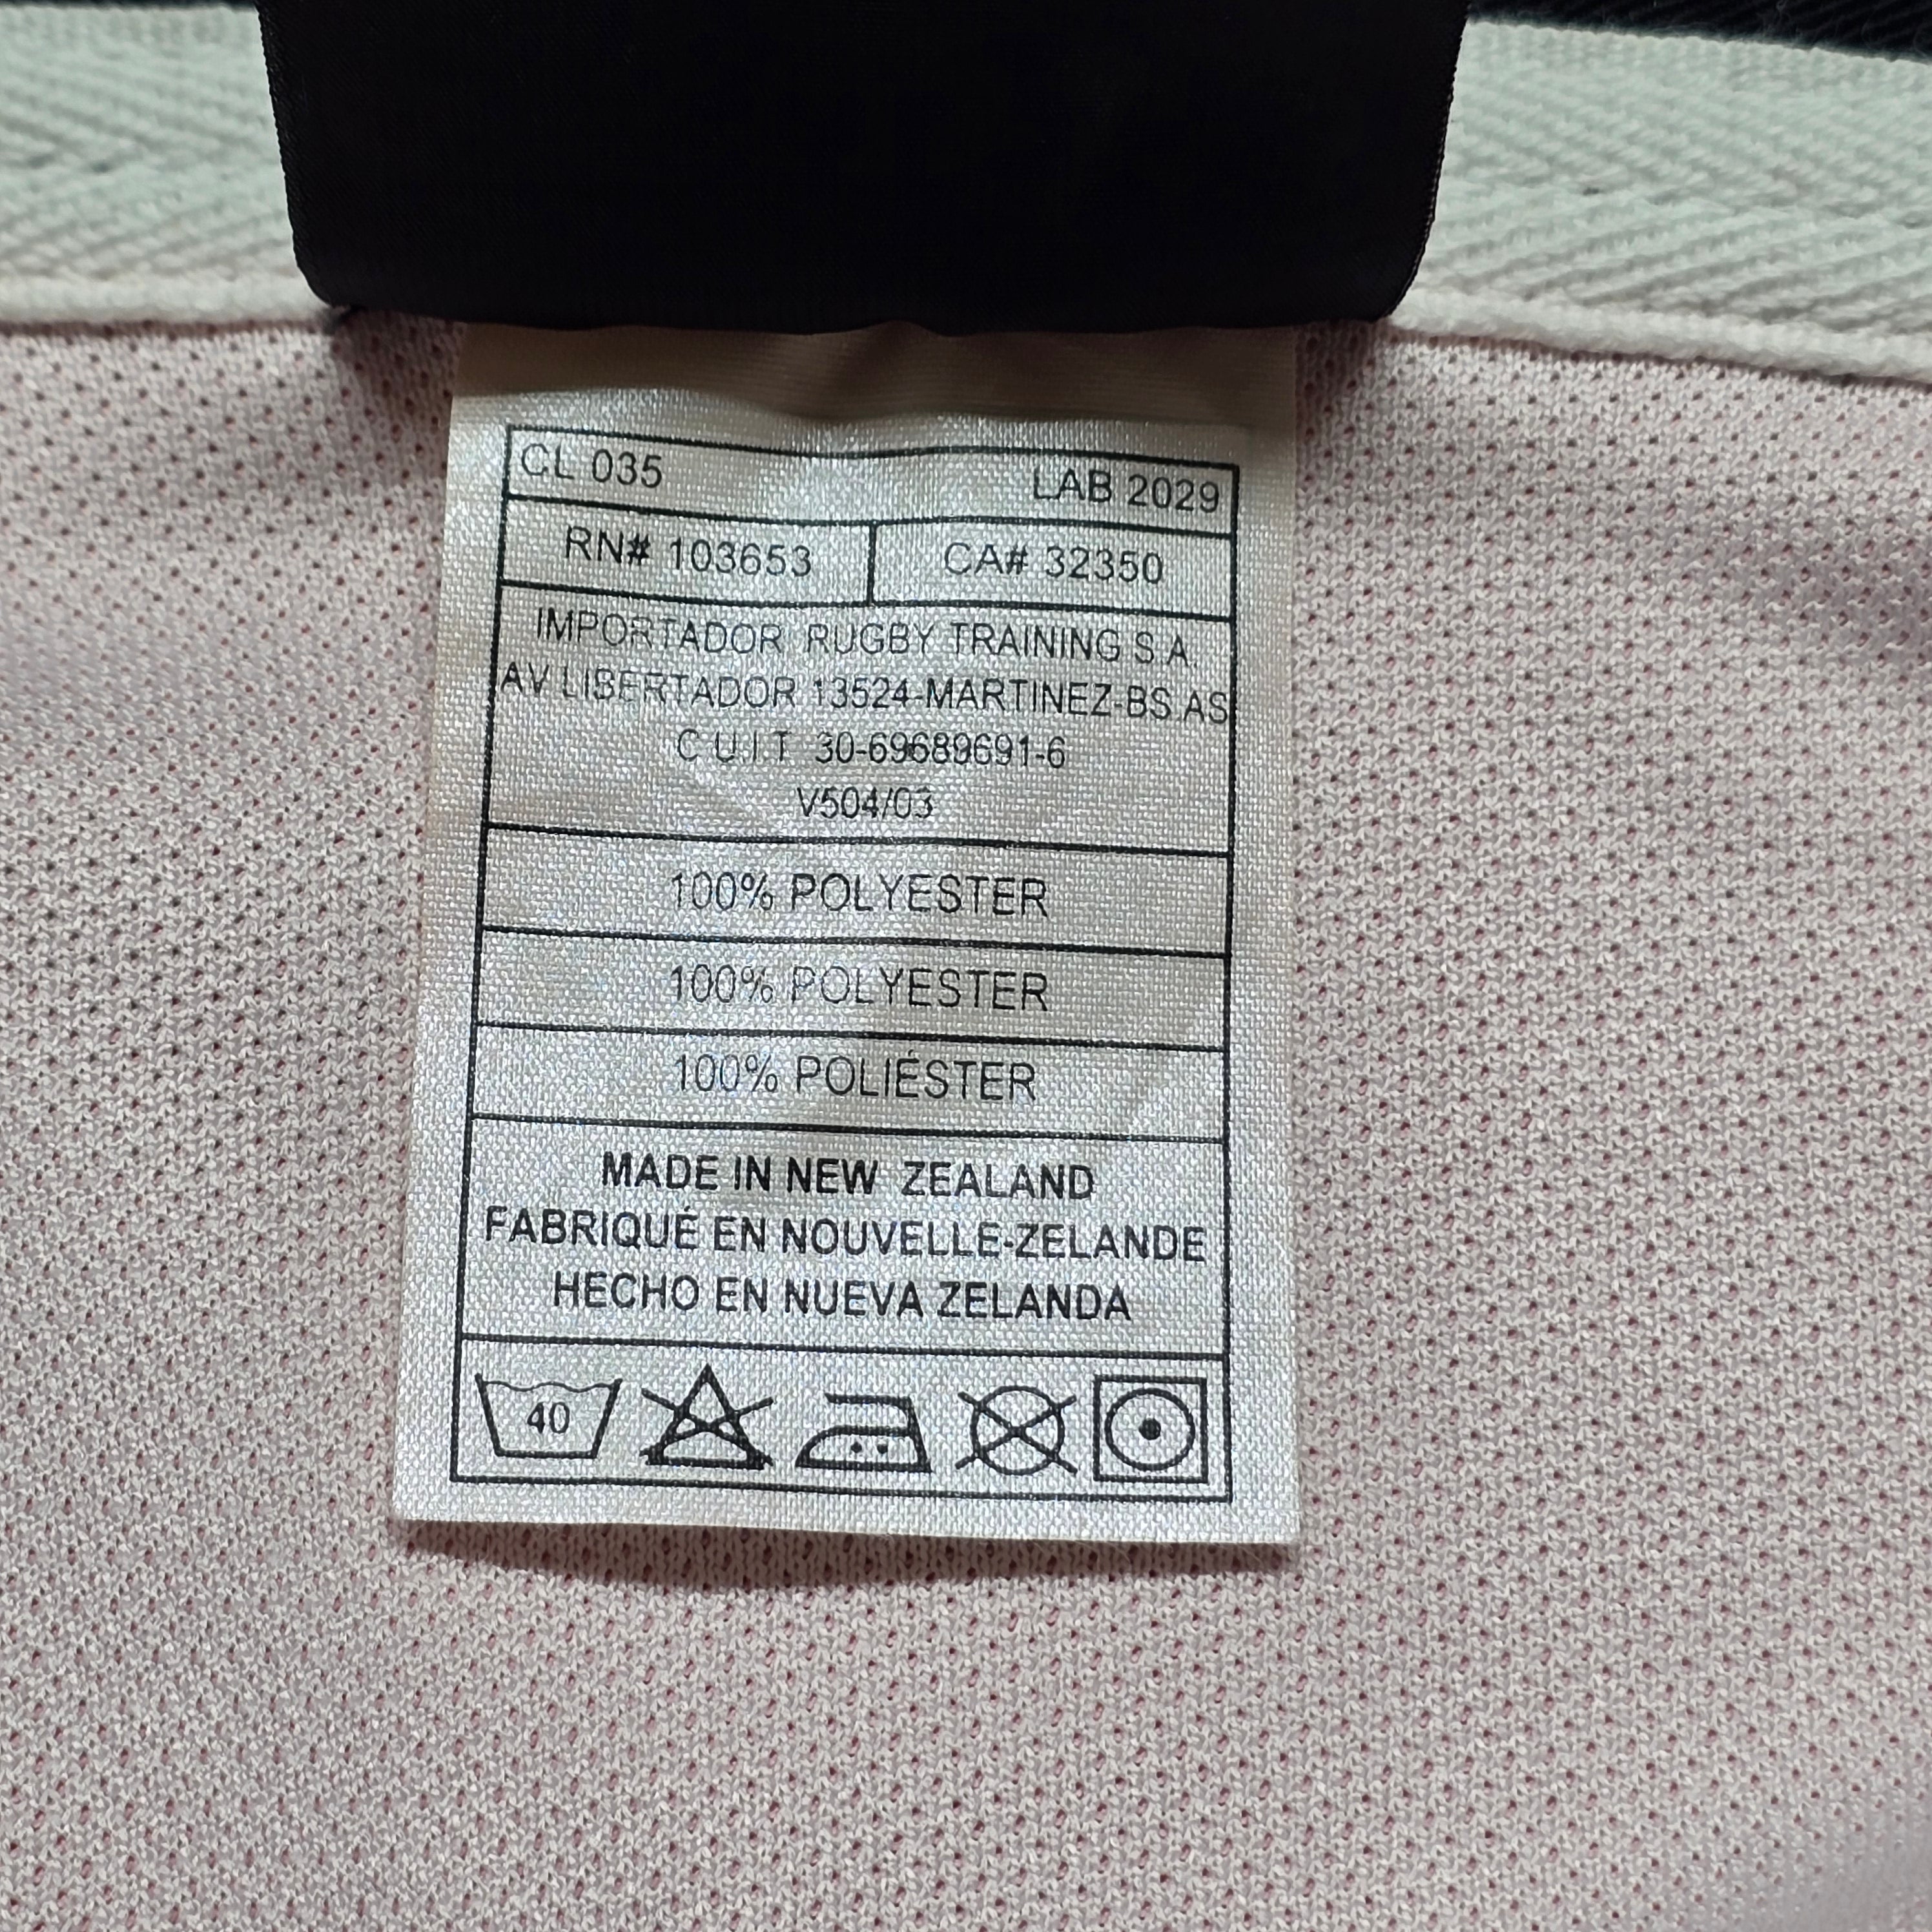 CL 035 LAB 2029
RN# 103653 CA# 32350
IMPORTADOR RUGBY TRAINING S.A.
AV LIBERTADOR 13524-MARTINEZ-BS.AS
C.U.I.T 30-69689691-6
V504/03
100% POLYESTER
100% POLYESTER
100% POLIÉSTER
MADE IN NEW ZEALAND
FABRIQUÉ EN NOUVELLE-ZELANDE
HECHO EN NUEVA ZELANDA
40